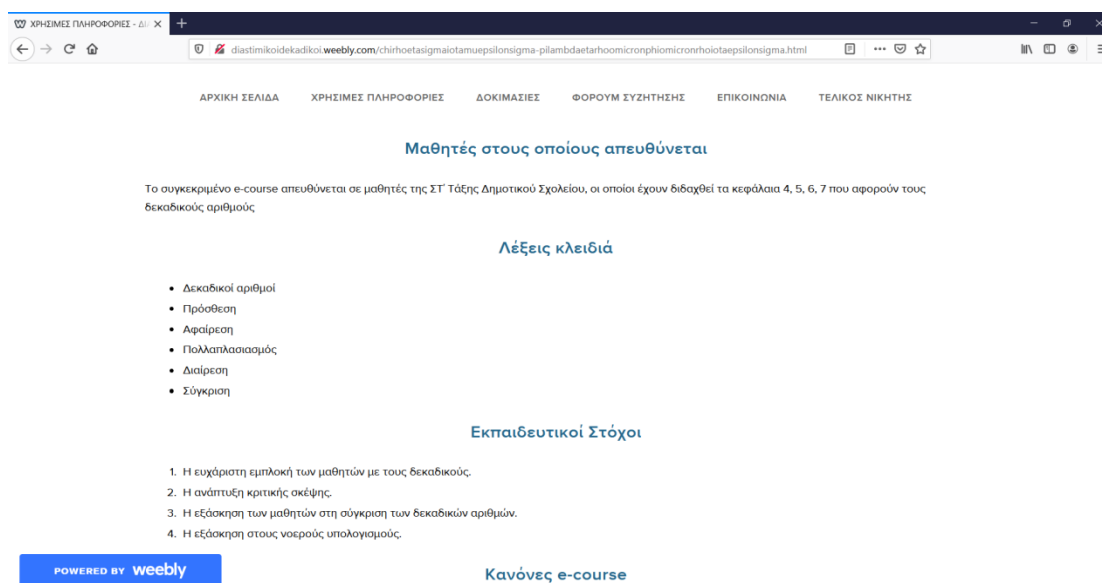 ΧΡΗΣΙΜΕΣ ΠΛΗΡΟΦΟΡΙΕΣ - ΔΙ
diastimikoidekadikoi.weebly.com/chirhoetasigmaiotamuepsilonsigma-pilambdaetarhoomicronphiomicronrhoiotaepsilonsigma.html
ΑΡΧΙΚΗ ΣΕΛΙΔΑ ΧΡΗΣΙΜΕΣ ΠΛΗΡΟΦΟΡΙΕΣ ΔΟΚΙΜΑΣΙΕΣ ΦΟΡΟΥΜ ΣΥΖΗΤΗΣΗΣ ΕΠΙΚΟΙΝΩΝΙΑ ΤΕΛΙΚΟΣ ΝΙΚΗΤΗΣ
Μαθητές στους οποίους απευθύνεται
Το συγκεκριμένο e-course απευθύνεται σε μαθητές της ΣΤ΄ Τάξης Δημοτικού Σχολείου, οι οποίοι έχουν διδαχθεί τα κεφάλαια 4, 5, 6, 7 που αφορούν τους
δεκαδικούς αριθμούς
Λέξεις κλειδιά
• Δεκαδικοί αριθμοί
• Πρόσθεση
• Αφαίρεση
• Πολλαπλασιασμός
• Διαίρεση
• Σύγκριση
Εκπαιδευτικοί Στόχοι
1. Η ευχάριστη εμπλοκή των μαθητών με τους δεκαδικούς.
2. Η ανάπτυξη κριτικής σκέψης.
3. Η εξάσκηση των μαθητών στη σύγκριση των δεκαδικών αριθμών.
4. Η εξάσκηση στους νοερούς υπολογισμούς.
POWERED BY weebly
Κανόνες e-course